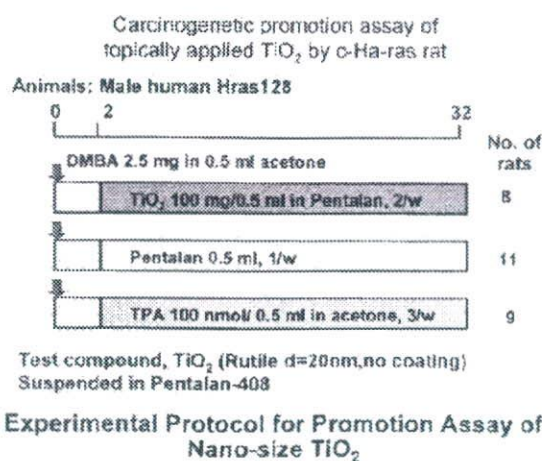 Carcinogenetic promotion assay of
topically applied TiO₂ by c-Ha-ras rat
Animals: Male human Hras128
0 2 32
No. of
rats
DMBA 2.5 mg in 0.5 ml acetone
TiO₂ 100 mg/0.5 ml in Pentalan, 2/w
8
Pentalan 0.5 ml, 1/w
11
TPA 100 nmol/ 0.5 ml in acetone, 3/w
9
Test compound, TiO₂ (Rutile d=20nm,no coating)
Suspended in Pentalan-408
Experimental Protocol for Promotion Assay of
Nano-size TiO₂